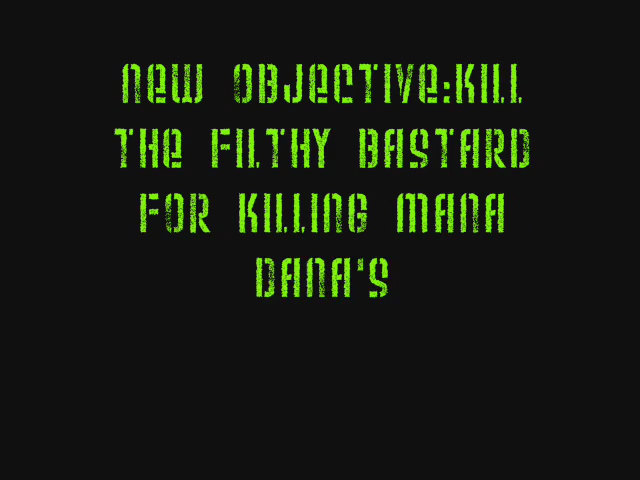 NEW OBJECTIVE:KILL
THE FILTHY BASTARD
FOR KILLING MANA
DANA'S